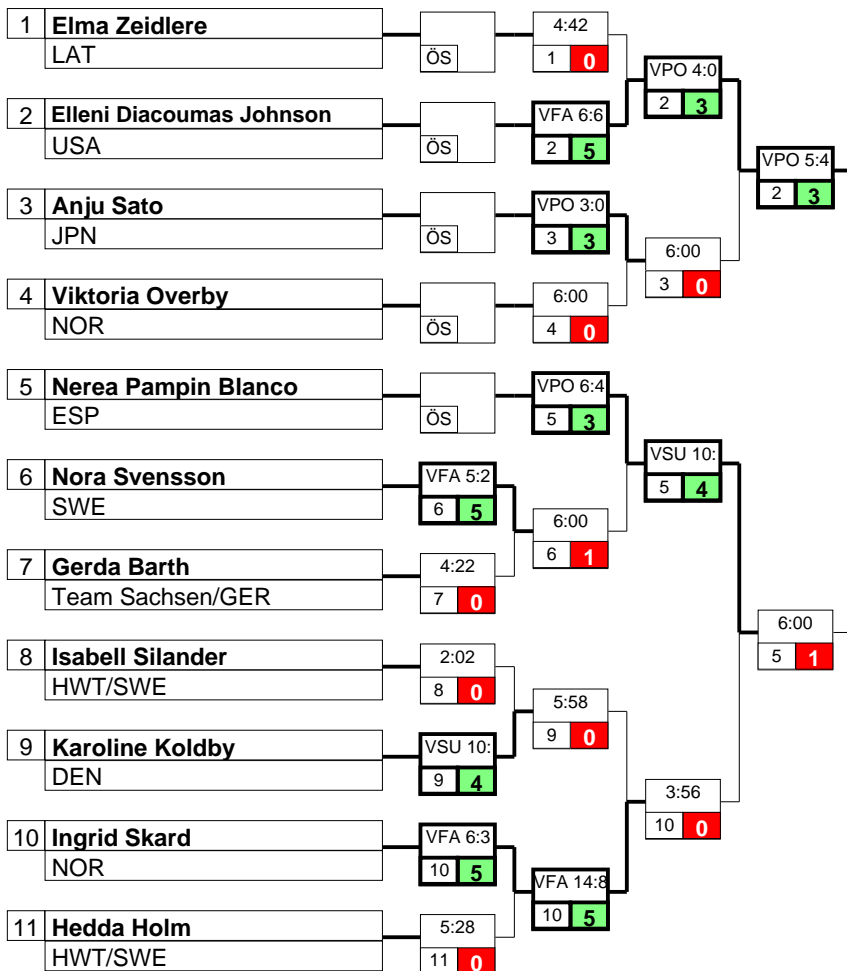 1 Elma Zeidlere
LAT
ÖS
4:42
1 0
VPO 4:0
2 3
2 Elleni Diacoumas Johnson
USA
ÖS
VFA 6:6
2 5
VPO 5:4
2 3
3 Anju Sato
JPN
ÖS
VPO 3:0
3 3
6:00
3 0
4 Viktoria Overby
NOR
ÖS
6:00
4 0
5 Nerea Pampin Blanco
ESP
ÖS
VPO 6:4
5 3
VSU 10:
5 4
6 Nora Svensson
SWE
VFA 5:2
6 5
6:00
6 1
7 Gerda Barth
Team Sachsen/GER
4:22
7 0
6:00
5 1
8 Isabell Silander
HWT/SWE
2:02
8 0
5:58
9 0
9 Karoline Koldby
DEN
VSU 10:
9 4
3:56
10 0
10 Ingrid Skard
NOR
VFA 6:3
10 5
VFA 14:8
10 5
11 Hedda Holm
HWT/SWE
5:28
11 0